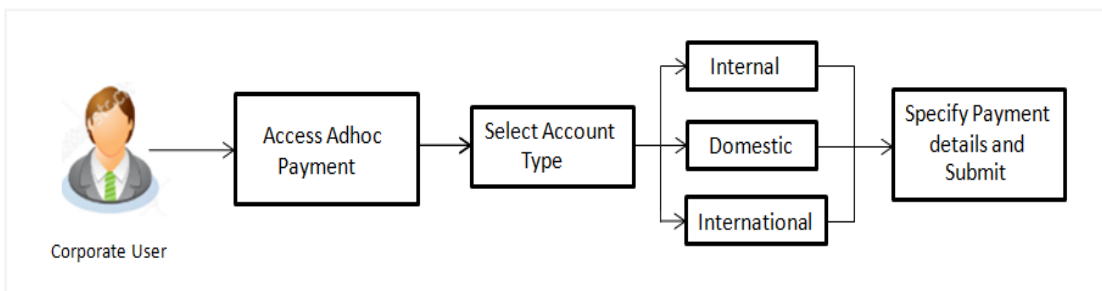 Corporate User
Access Adhoc
Payment
Select Account
Type
Internal
Domestic
International
Specify Payment
details and
Submit